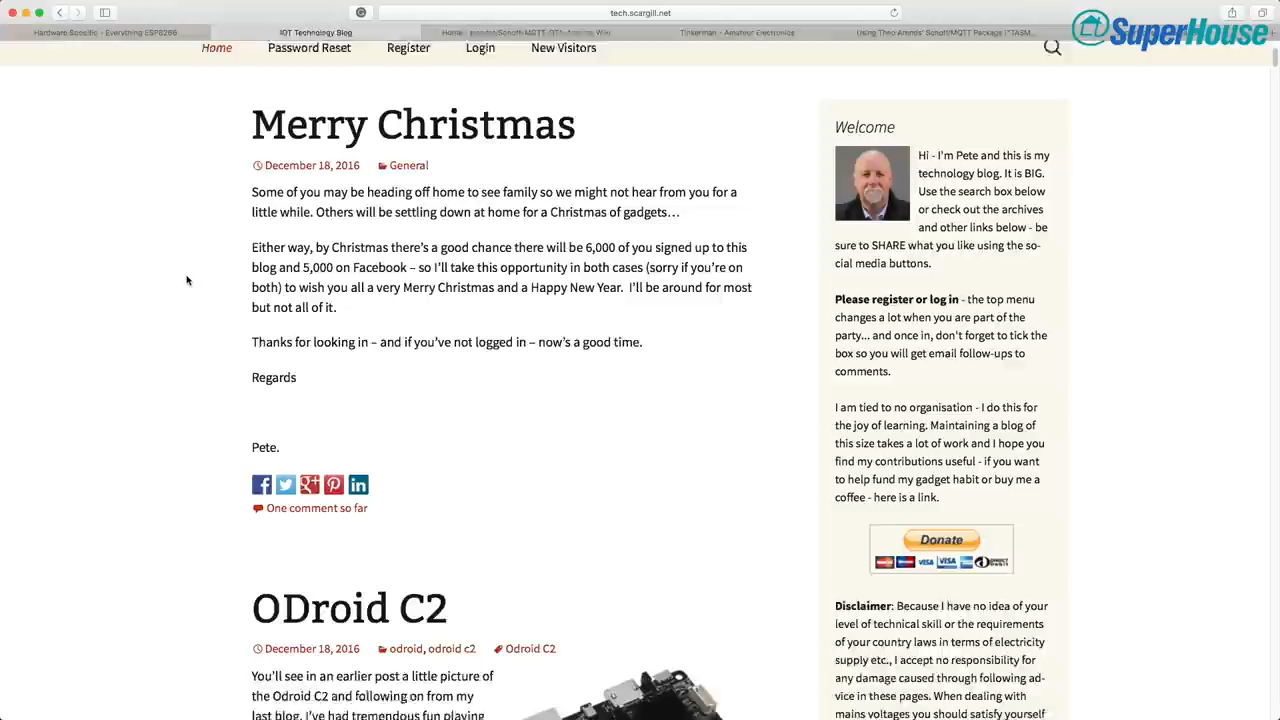 tech.scargill.net
Hardware Specific - Everything ESP8266
IOT Technology Blog
Tinkerman - Amateur Electronics
SuperHouse
Home
Password Reset
Register
Login
New Visitors
Merry Christmas
December 18, 2016 General
Some of you may be heading off home to see family so we might not hear from you for a
little while. Others will be settling down at home for a Christmas of gadgets…
Either way, by Christmas there's a good chance there will be 6,000 of you signed up to this
blog and 5,000 on Facebook – so I'll take this opportunity in both cases (sorry if you're on
both) to wish you all a very Merry Christmas and a Happy New Year. I'll be around for most
but not all of it.
Thanks for looking in – and if you've not logged in – now's a good time.
Regards
Pete.
One comment so far
ODroid C2
December 18, 2016 odroid, odroid c2 Odroid C2
You'll see in an earlier post a little picture of
the Odroid C2 and following on from my
last blog, I've had tremendous fun playing
Welcome
Hi - I'm Pete and this is my
technology blog. It is BIG.
Use the search box below
or check out the archives
and other links below - be
sure to SHARE what you like using the so-
cial media buttons.
Please register or log in - the top menu
changes a lot when you are part of the
party... and once in, don't forget to tick the
box so you will get email follow-ups to
comments.
I am tied to no organisation - I do this for
the joy of learning. Maintaining a blog of
this size takes a lot of work and I hope you
find my contributions useful - if you want
to help fund my gadget habit or buy me a
coffee - here is a link.
Donate
Disclaimer: Because I have no idea of your
level of technical skill or the requirements
of your country laws in terms of electricity
supply etc., I accept no responsibility for
any damage caused through following ad-
vice in these pages. When dealing with
mains voltages you should satisfy yourself